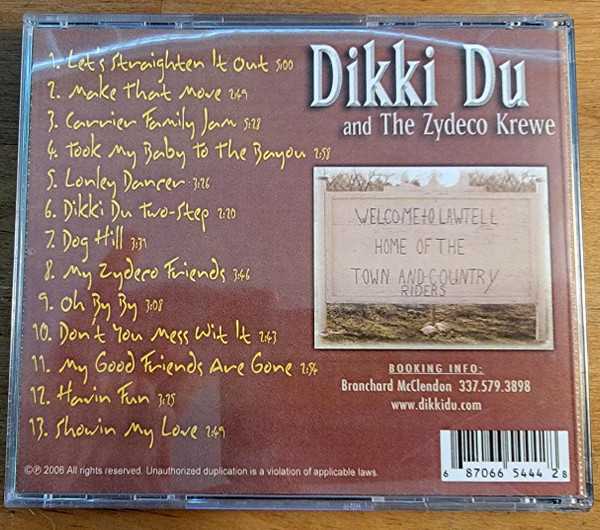 1. Let's Straighten It Out 5:00
2. Make That Move 2:49
3. Carrier Family Jam 5:28
4. Took My Baby To The Bayou 2:58
5. Lonley Dancer 3:26
6. Dikki Du Two-Step 2:20
7. Dog Hill 3:31
8. My Zydeco Friends 3:46
9. Oh By By 3:08
10. Don't You Mess Wit It 2:43
11. My Good Friends Are Gone 2:54
12. Havin Fun 3:25
13. Showin My Love 2:49
Dikki Du
and The Zydeco Krewe
WELCOME to LAWTELL
HOME OF THE
TOWN AND COUNTRY
RIDERS
BOOKING INFO:
Branchard McClendon 337.579.3898
www.dikkidu.com
©℗ 2006 All rights reserved. Unauthorized duplication is a violation of applicable laws.
6 87066 5444 2 8